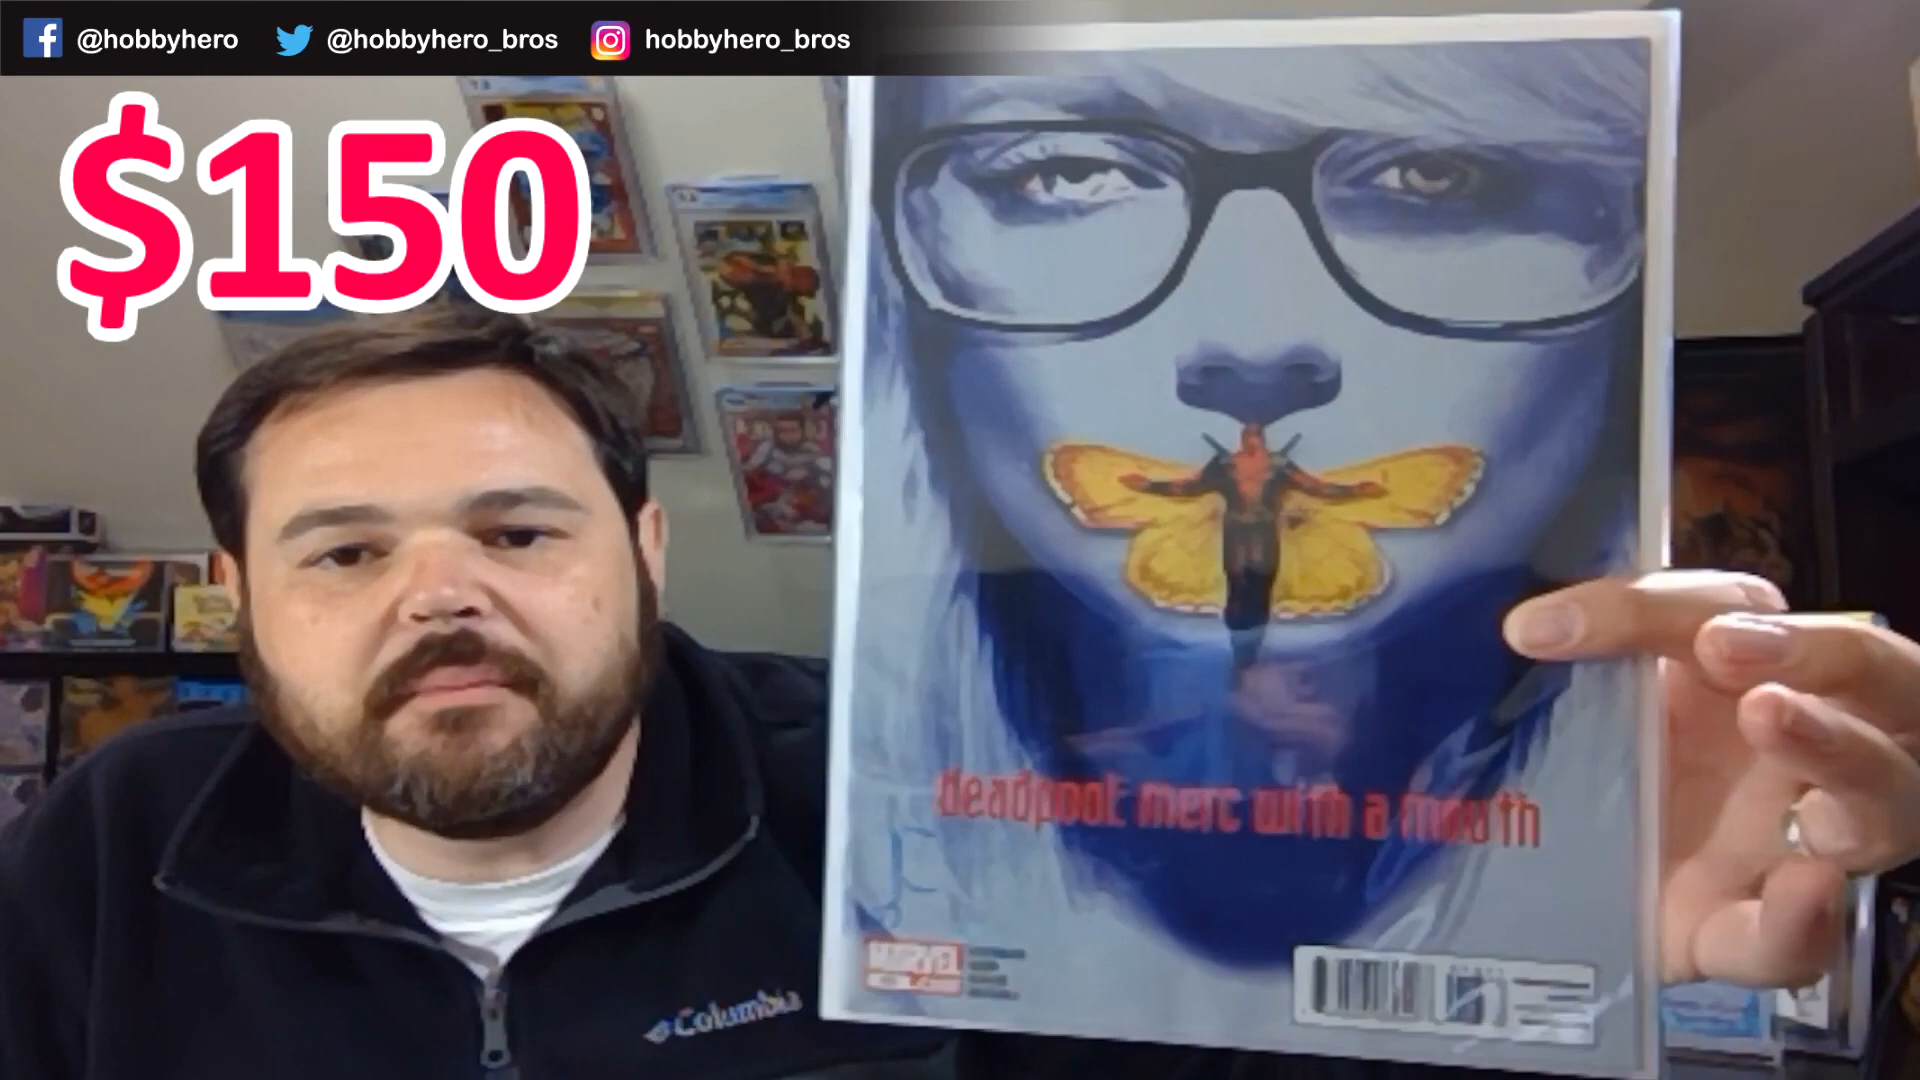 @hobbyhero @hobbyhero_bros hobbyhero_bros
$150
deadpool: merc with a mouth
MARVEL
Columbia